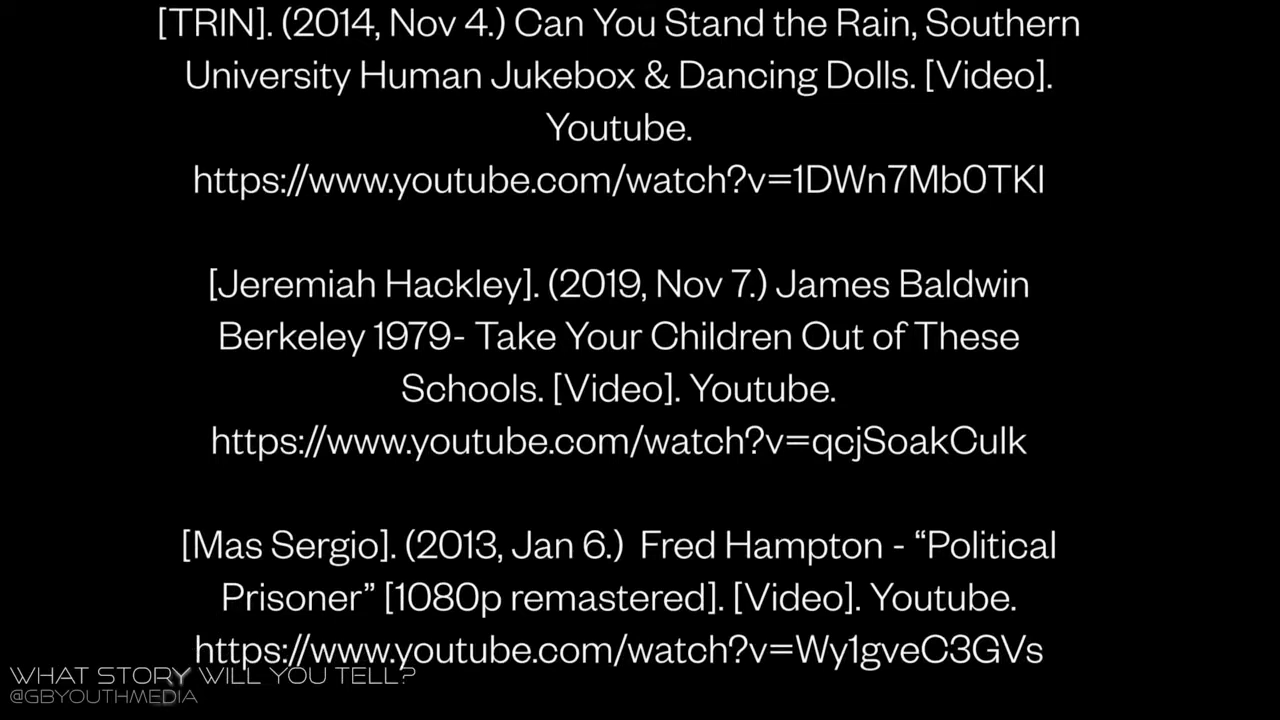 [TRIN]. (2014, Nov 4.) Can You Stand the Rain, Southern
University Human Jukebox & Dancing Dolls. [Video].
Youtube.
https://www.youtube.com/watch?v=1DWn7Mb0TKI
[Jeremiah Hackley]. (2019, Nov 7.) James Baldwin
Berkeley 1979- Take Your Children Out of These
Schools. [Video]. Youtube.
https://www.youtube.com/watch?v=qcjSoakCuIk
[Mas Sergio]. (2013, Jan 6.)  Fred Hampton - “Political
Prisoner” [1080p remastered]. [Video]. Youtube.
https://www.youtube.com/watch?v=Wy1gveC3GVs
WHAT STORY WILL YOU TELL?
@GBYOUTHMEDIA